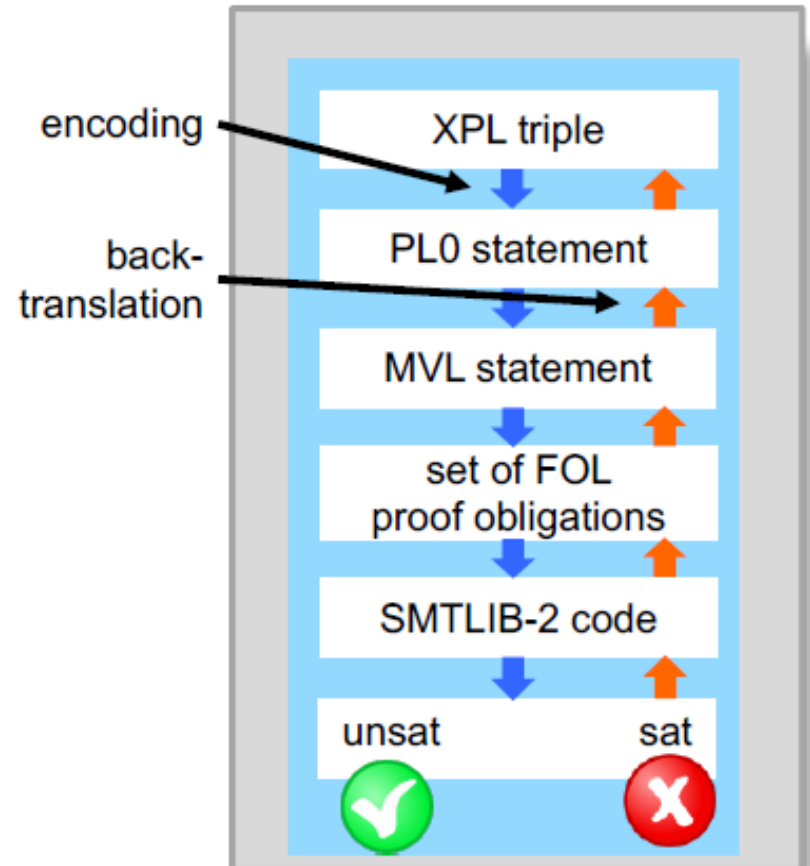 encoding
XPL triple
back-
translation
PL0 statement
MVL statement
set of FOL
proof obligations
SMTLIB-2 code
unsat
sat